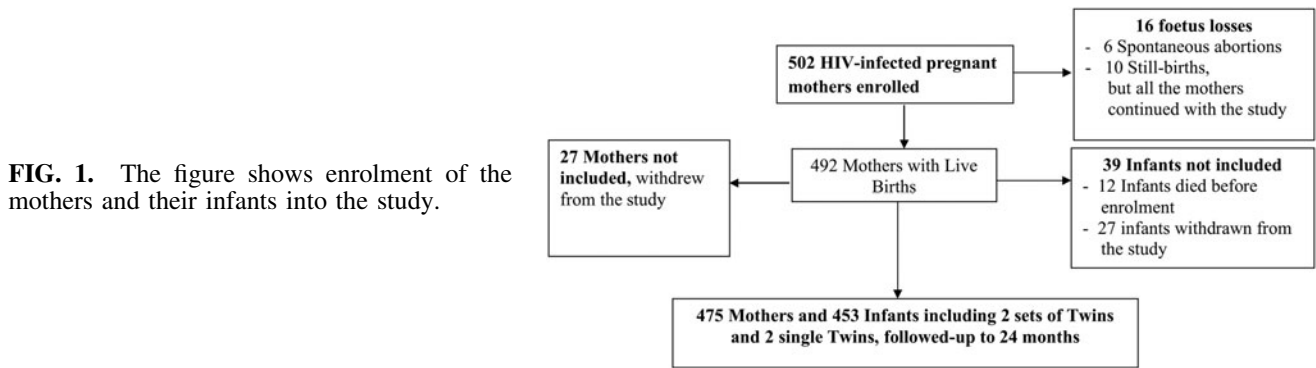 FIG. 1. The figure shows enrolment of the
mothers and their infants into the study.
502 HIV-infected pregnant
mothers enrolled
16 foetus losses
- 6 Spontaneous abortions
- 10 Still-births,
but all the mothers
continued with the study
27 Mothers not
included, withdrew
from the study
492 Mothers with Live
Births
39 Infants not included
- 12 Infants died before
enrolment
- 27 infants withdrawn from
the study
475 Mothers and 453 Infants including 2 sets of Twins
and 2 single Twins, followed-up to 24 months